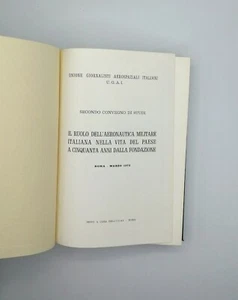 UNIONE GIORNALISTI AEROSPAZIALI ITALIANI
(U.G.A.I.)
SECONDO CONVEGNO DI STUDI
IL RUOLO DELL'AERONAUTICA MILITARE
ITALIANA NELLA VITA DEL PAESE
A CINQUANTA ANNI DALLA FONDAZIONE
ROMA - MARZO 1973